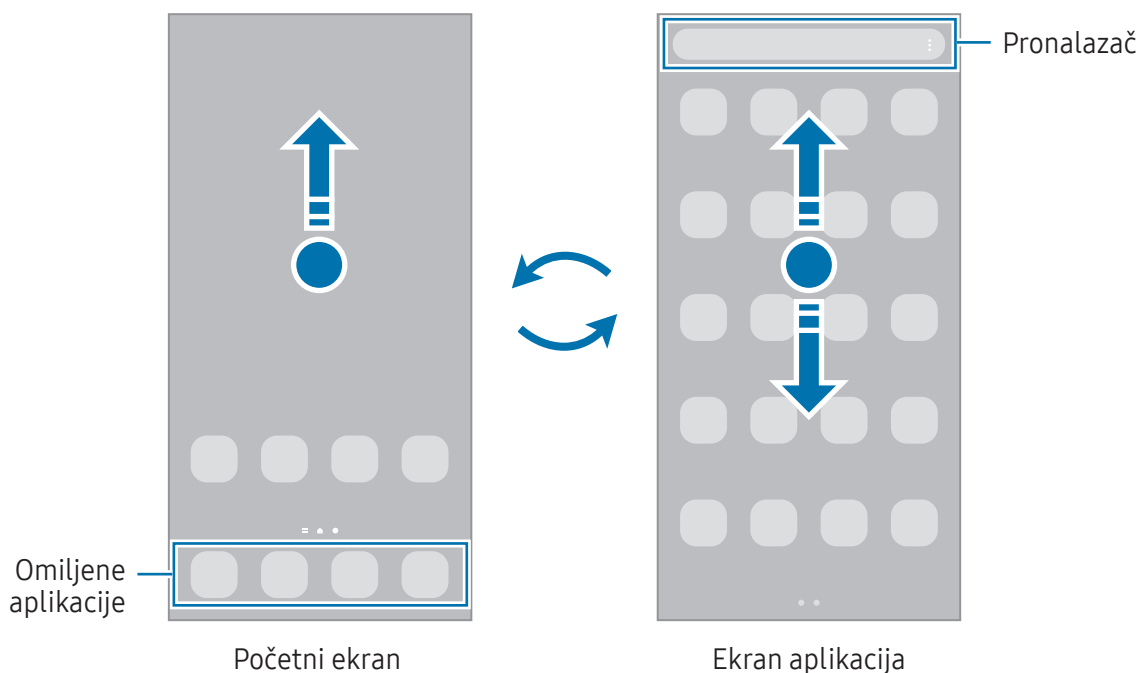 Pronalazač
Omiljene
aplikacije
Početni ekran
Ekran aplikacija